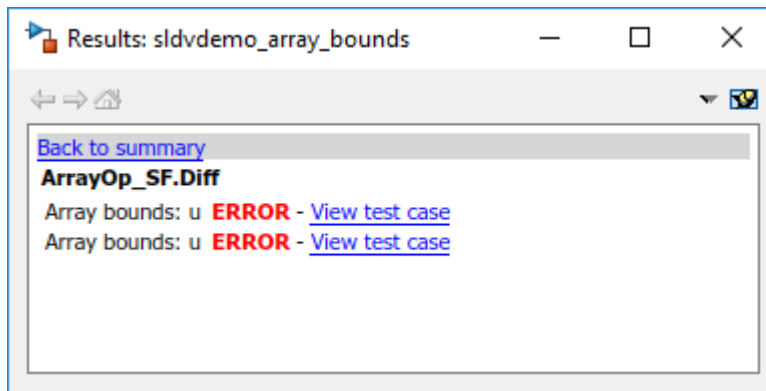 Results: sldvdemo_array_bounds
Back to summary
ArrayOp_SF.Diff
Array bounds: u ERROR - View test case
Array bounds: u ERROR - View test case